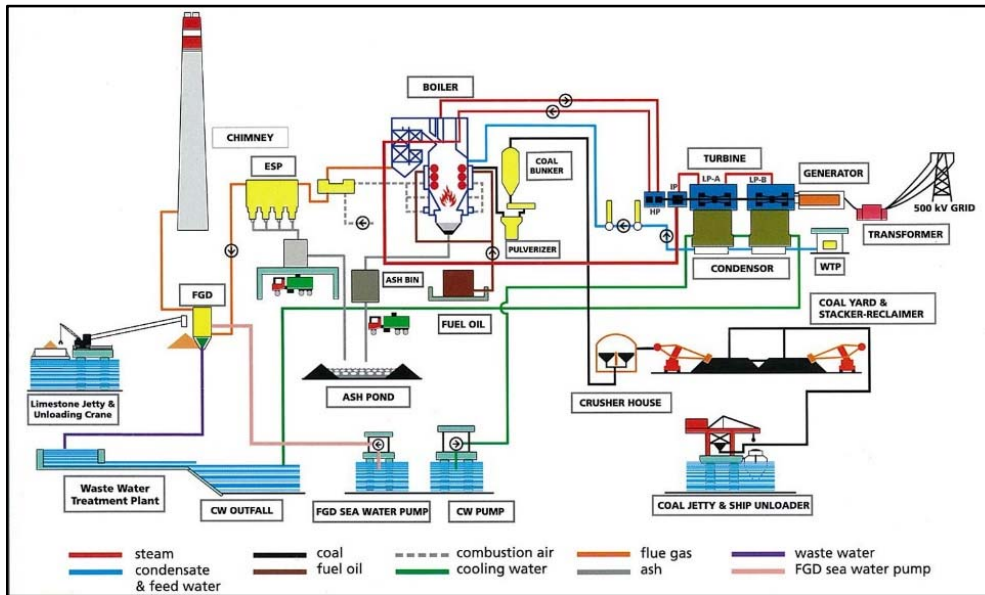 BOILER
CHIMNEY
ESP
COAL
BUNKER
TURBINE
LP-A
LP-B
IP
HP
GENERATOR
500 kV GRID
TRANSFORMER
PULVERIZER
CONDENSOR
WTP
FGD
ASH BIN
FUEL OIL
COAL YARD &
STACKER-RECLAIMER
Limestone Jetty &
Unloading Crane
ASH POND
CRUSHER HOUSE
Waste Water
Treatment Plant
CW OUTFALL
FGD SEA WATER PUMP
CW PUMP
COAL JETTY & SHIP UNLOADER
steam
coal
combustion air
flue gas
waste water
condensate
& feed water
fuel oil
cooling water
ash
FGD sea water pump